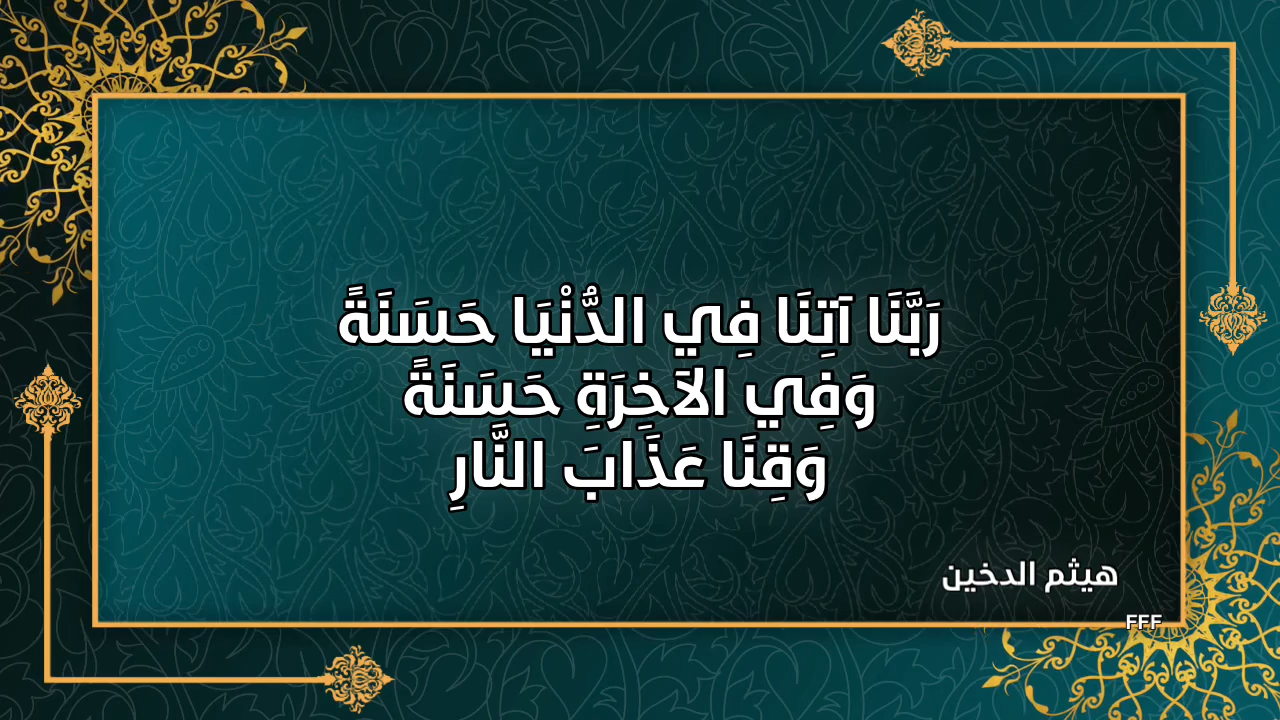 رَبَّنَا آتِنَا فِي الدُّنْيَا حَسَنَةً
وَفِي الآخِرَةِ حَسَنَةً
وَقِنَا عَذَابَ النَّارِ
هيثم الدخين
FFF